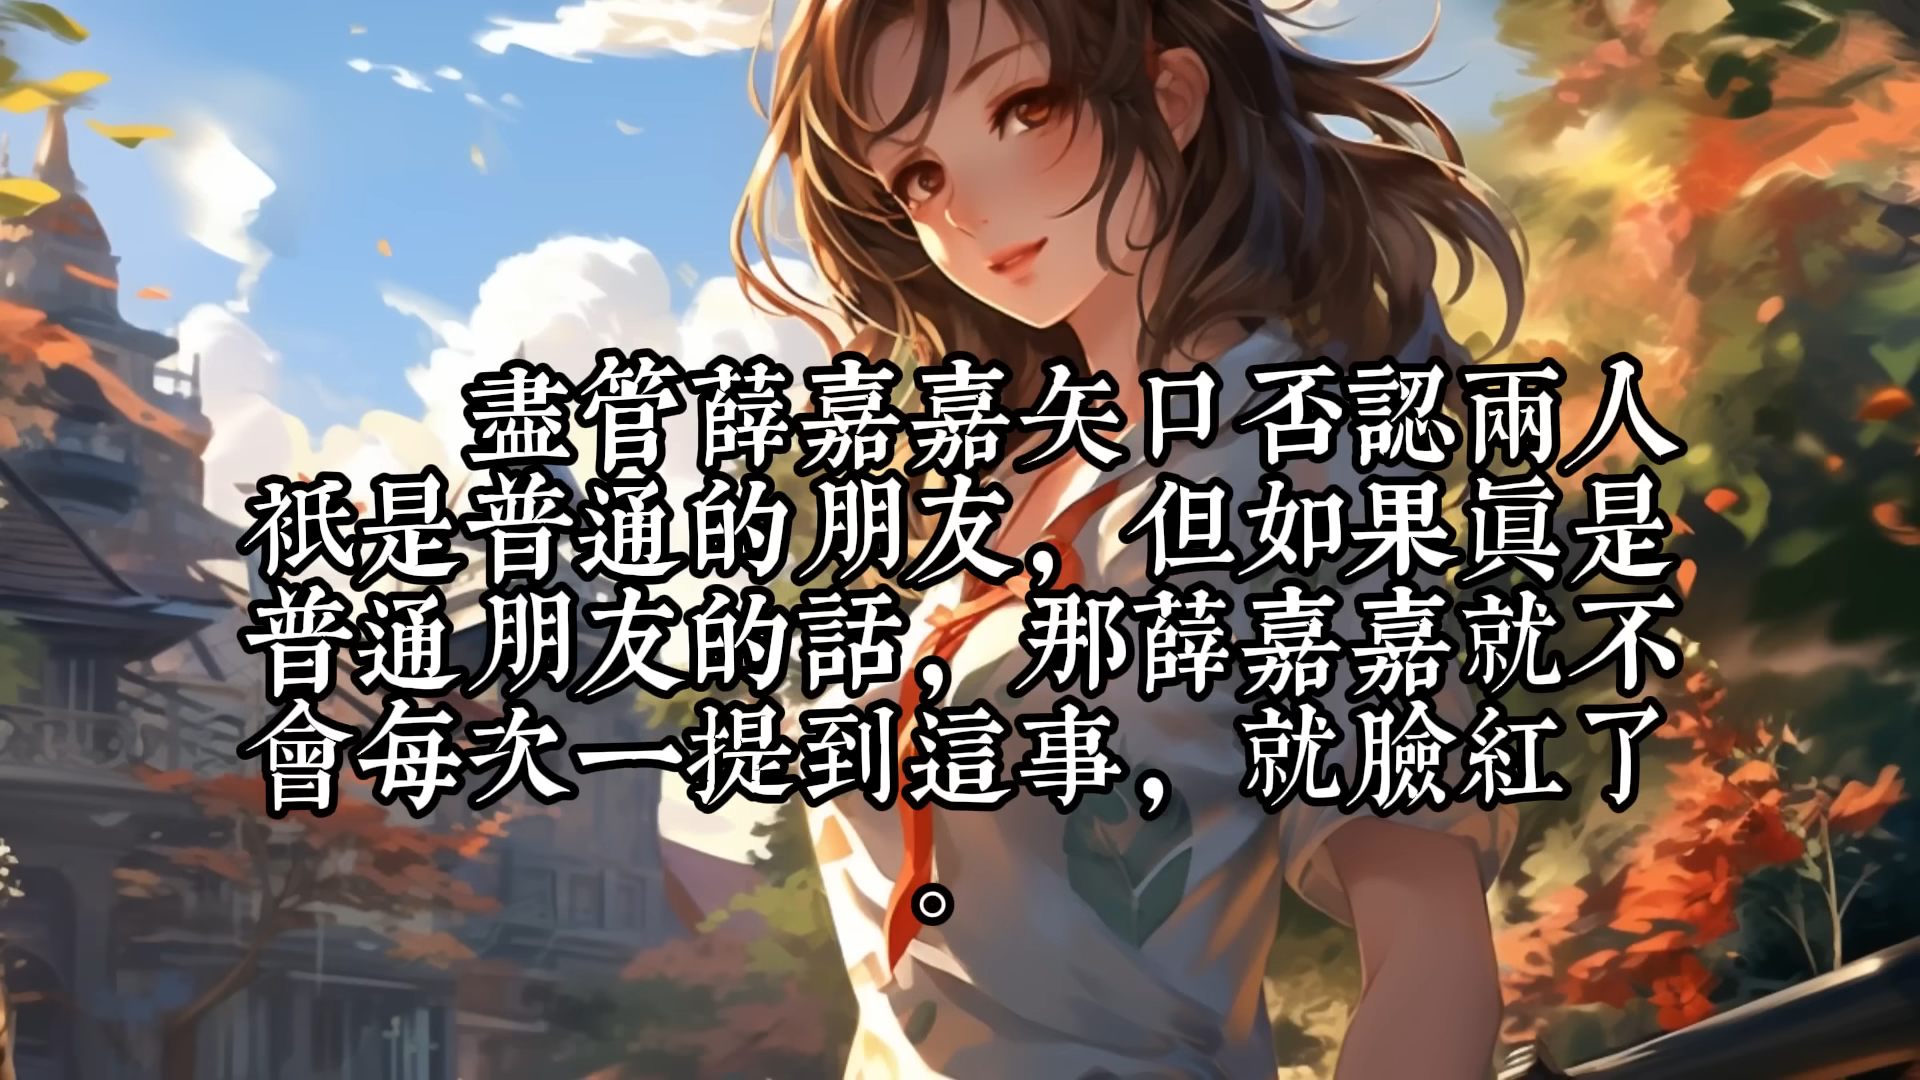 盡管薛嘉嘉矢口否認兩人
衹是普通的朋友，但如果眞是
普通朋友的話，那薛嘉嘉就不
會每次一提到這事，就臉紅了
。